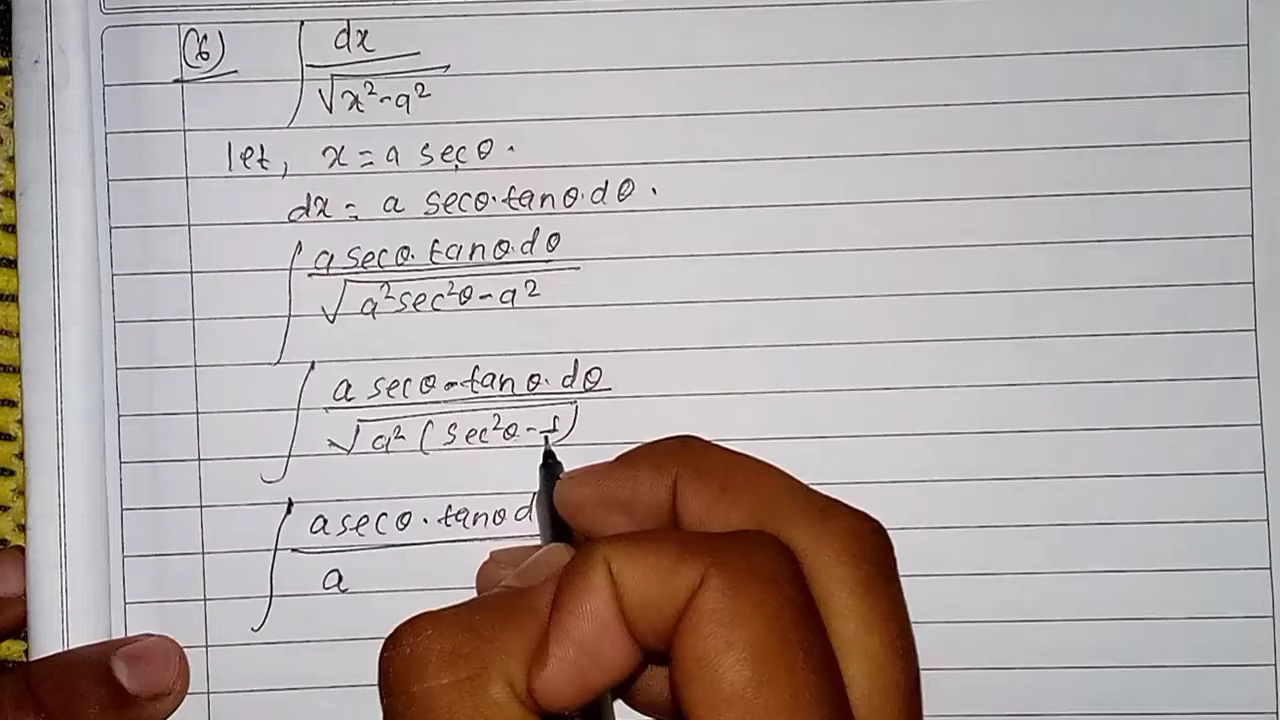 (6) ∫ dx / √x²-a²
let, x = a secθ.
dx = a secθ.tanθ.dθ.
∫ a secθ.tanθ.dθ / √a²sec²θ-a²
∫ a secθ-tanθ.dθ / √a²(sec²θ-1)
∫ a secθ.tanθ d / a